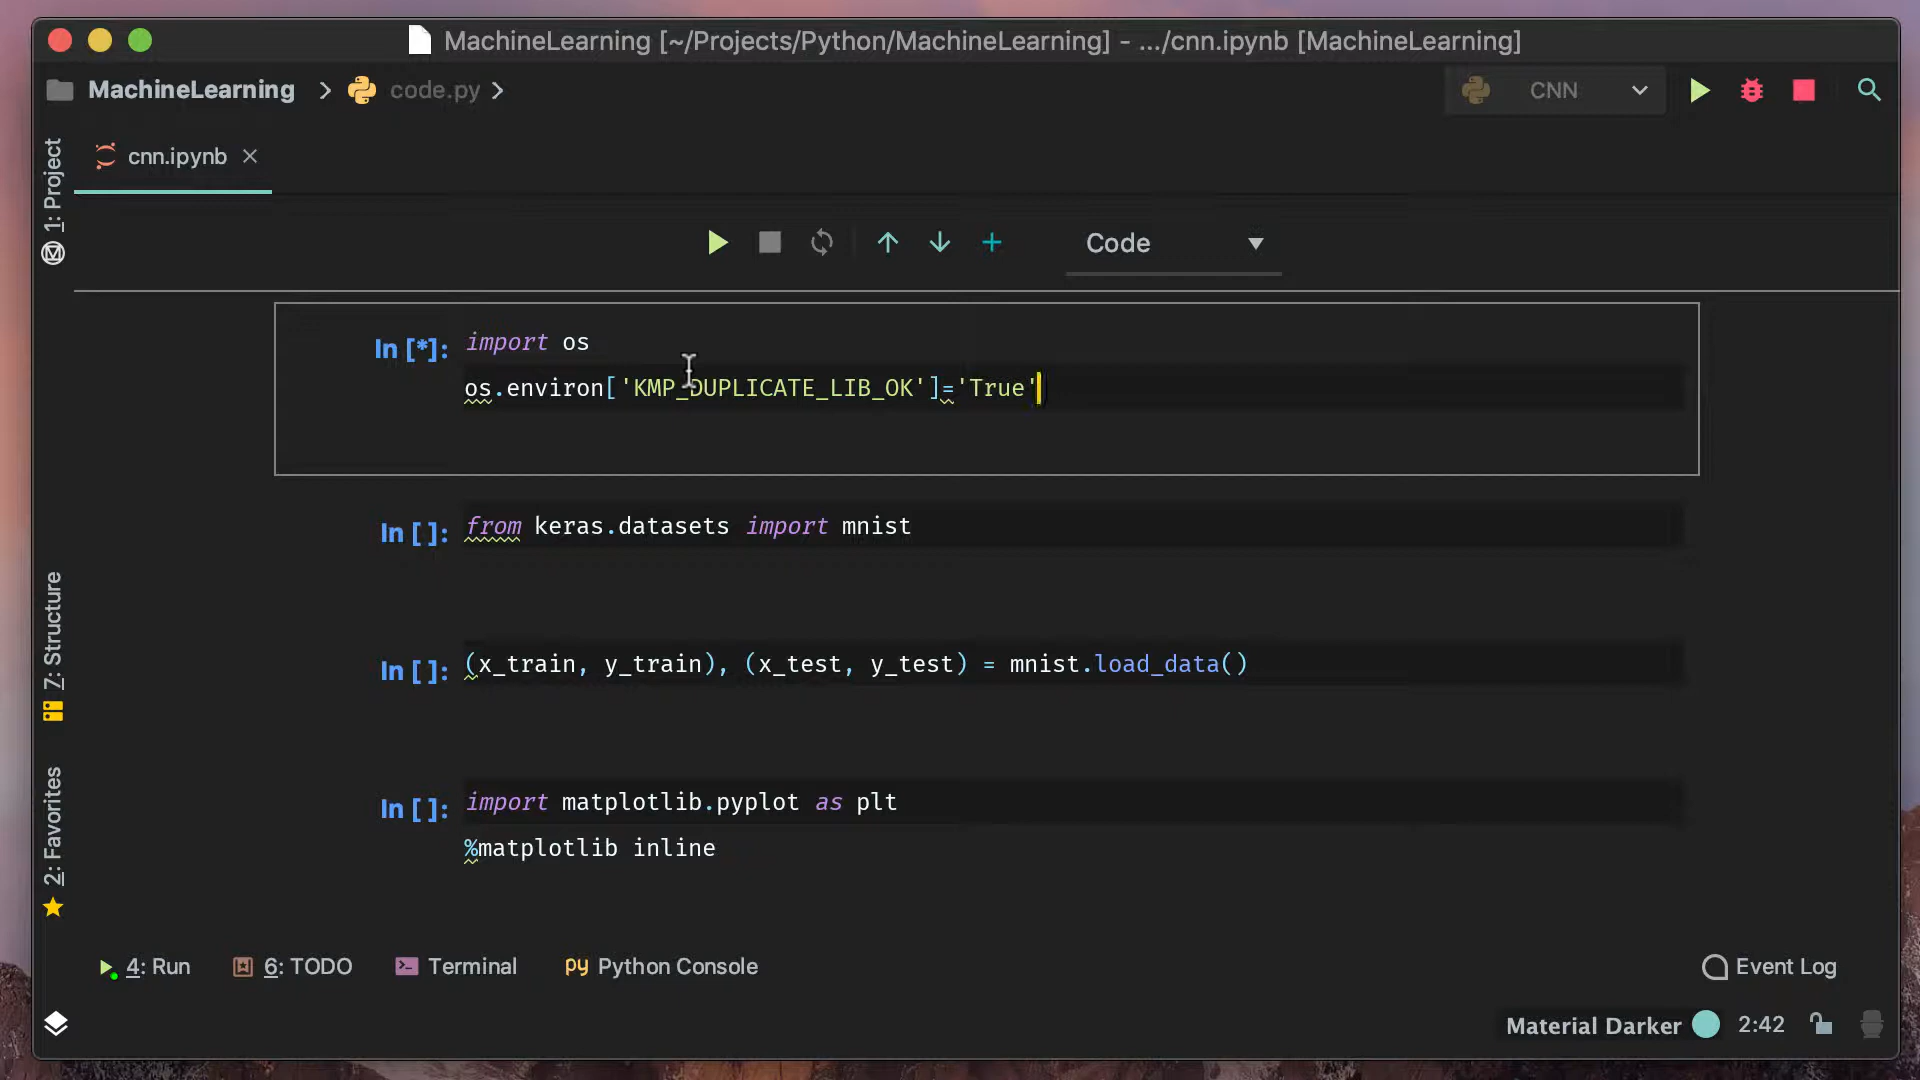 MachineLearning [~/Projects/Python/MachineLearning] - .../cnn.ipynb [MachineLearning]
MachineLearning
code.py
CNN
cnn.ipynb
1: Project
Code
In [*]: import os
os.environ['KMP_DUPLICATE_LIB_OK']='True'
In [ ]: from keras.datasets import mnist
In [ ]: (x_train, y_train), (x_test, y_test) = mnist.load_data()
In [ ]: import matplotlib.pyplot as plt
%matplotlib inline
7: Structure
2: Favorites
4: Run
6: TODO
Terminal
Python Console
Event Log
Material Darker
2:42